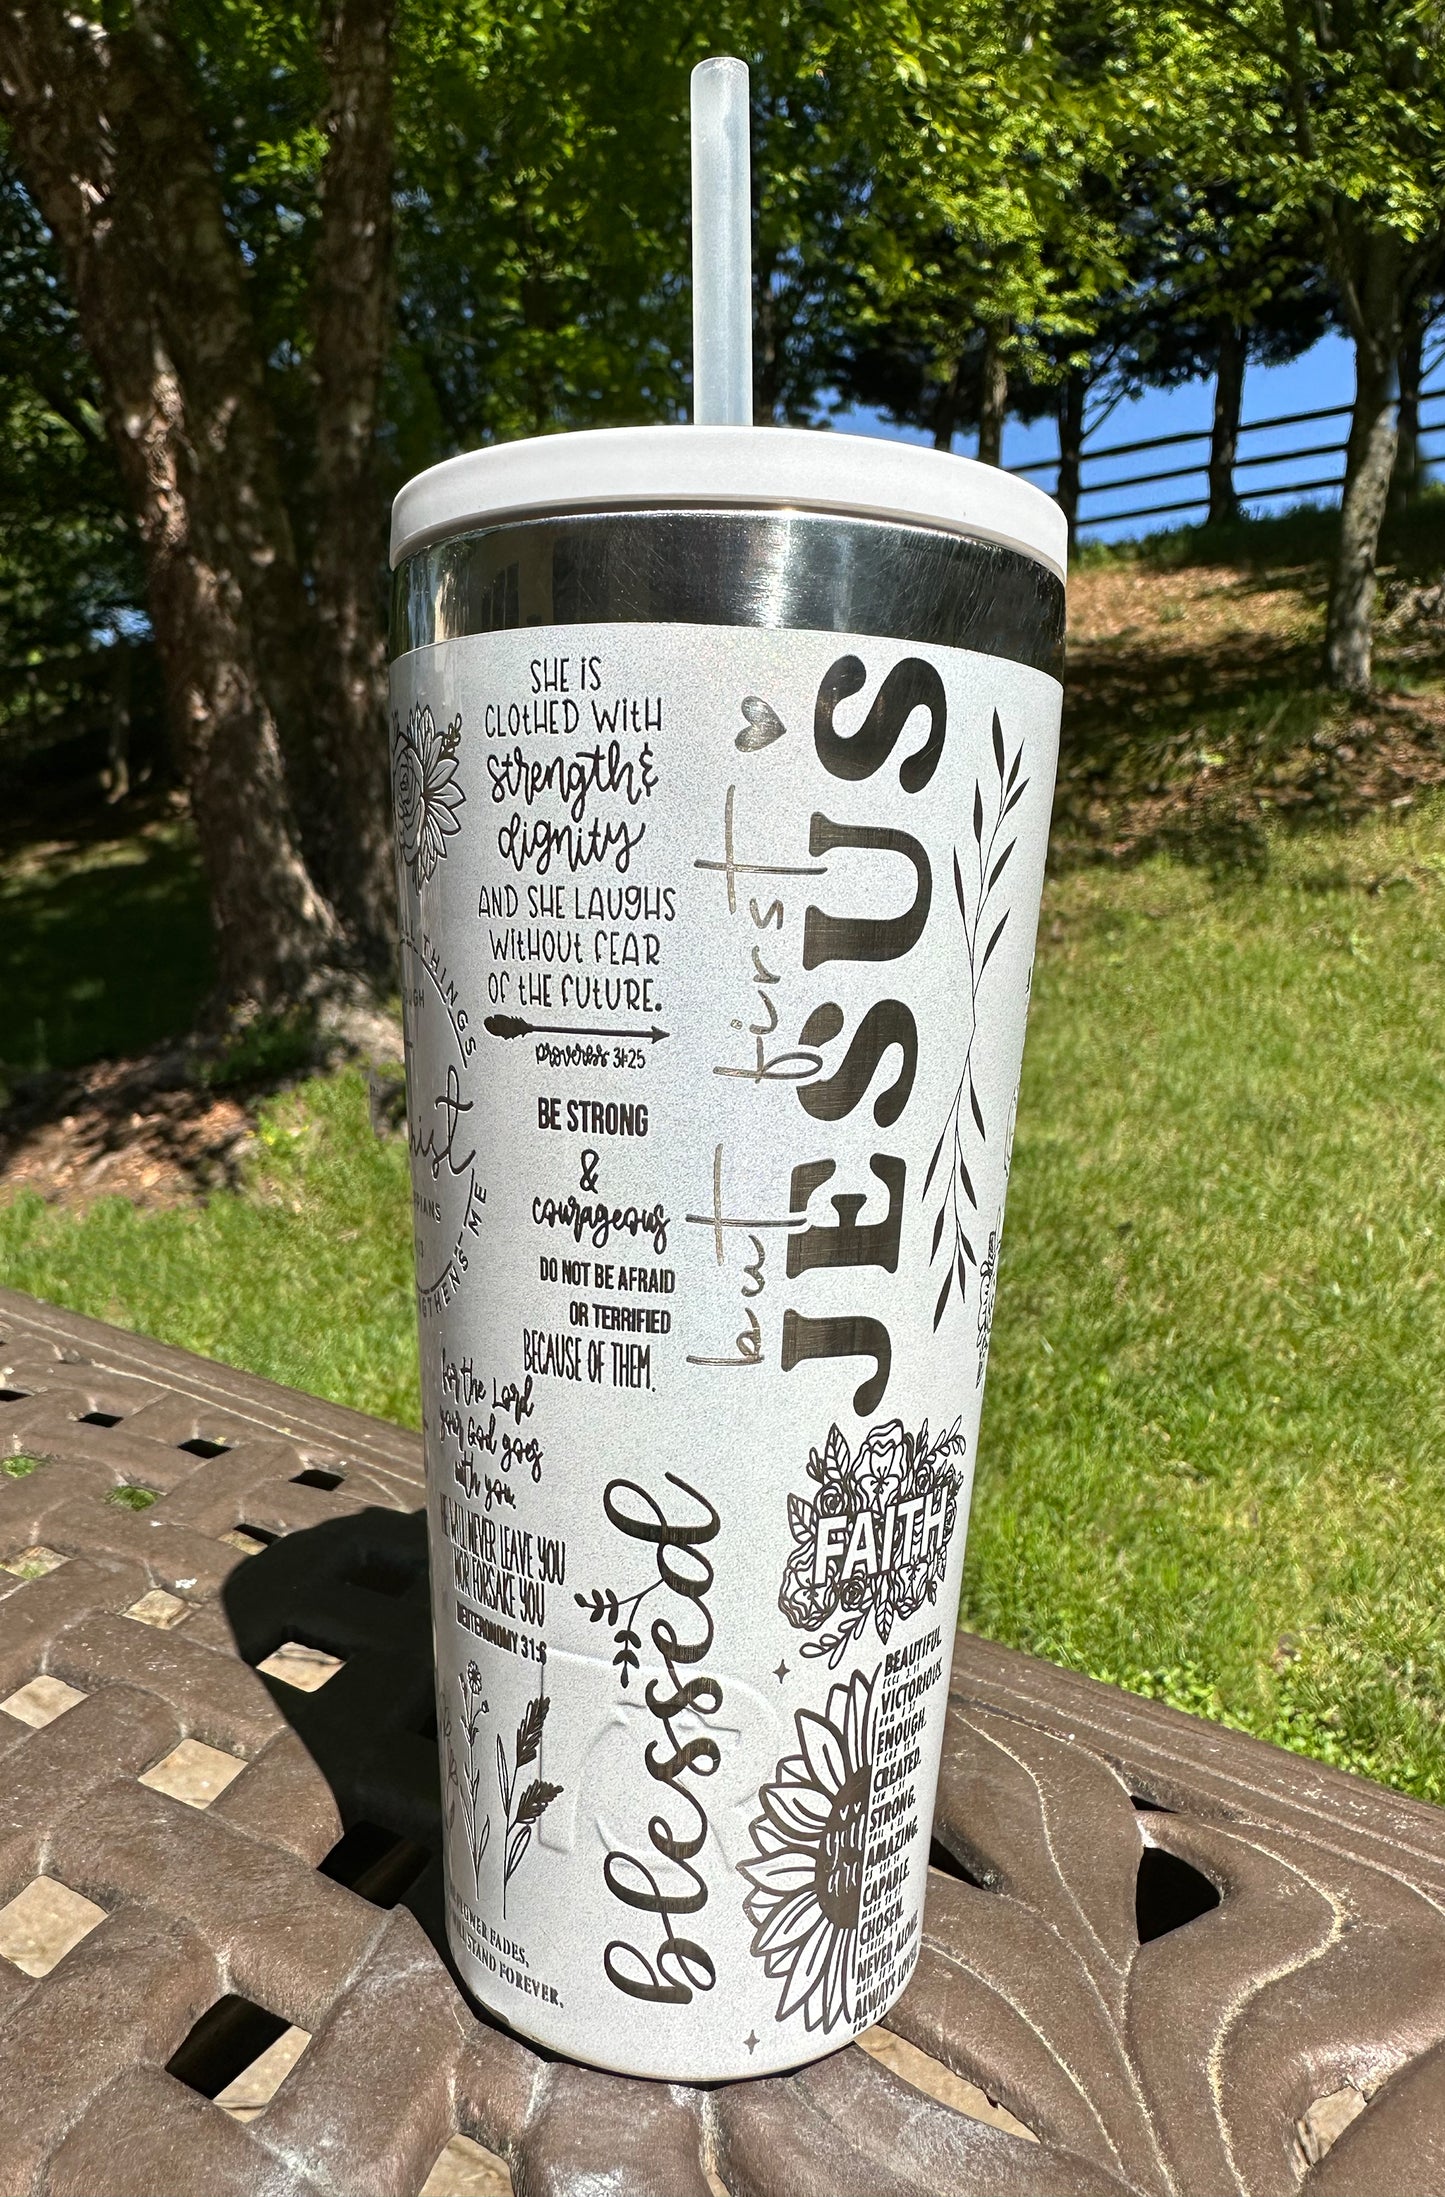 SHE IS
CLOTHED WITH
strength &
dignity
AND SHE LAUGHS
WITHOUT FEAR
OF THE FUTURE.
proverbs 31:25
BE STRONG
&
courageous
DO NOT BE AFRAID
OR TERRIFIED
BECAUSE OF THEM.
for the Lord
your God goes
with you
HE WILL NEVER LEAVE YOU
NOR FORSAKE YOU
DEUTERONOMY 31:6
THINGS
ME
FLOWER FADES,
STAND FOREVER.
but first
JESUS
blessed
FAITH
you
are
BEAUTIFUL
VICTORIOUS
ENOUGH.
CREATED.
STRONG.
AMAZING.
CAPABLE.
CHOSEN.
NEVER ALONE
ALWAYS LOVED